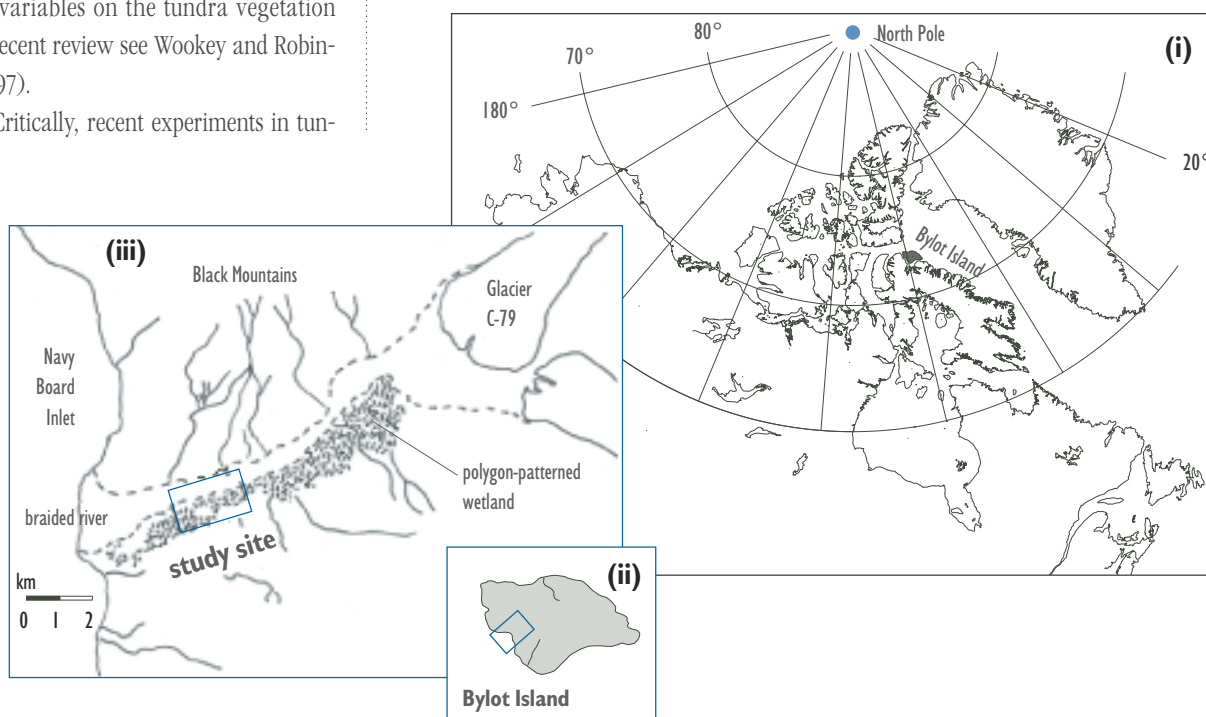 variables on the tundra vegetation
ecent review see Wookey and Robin-
97).
Critically, recent experiments in tun-
(i)
North Pole
80°
70°
180°
20°
Bylot Island
(iii)
Black Mountains
Glacier
C-79
Navy
Board
Inlet
polygon-patterned
wetland
braided river
study site
km
0 1 2
(ii)
Bylot Island